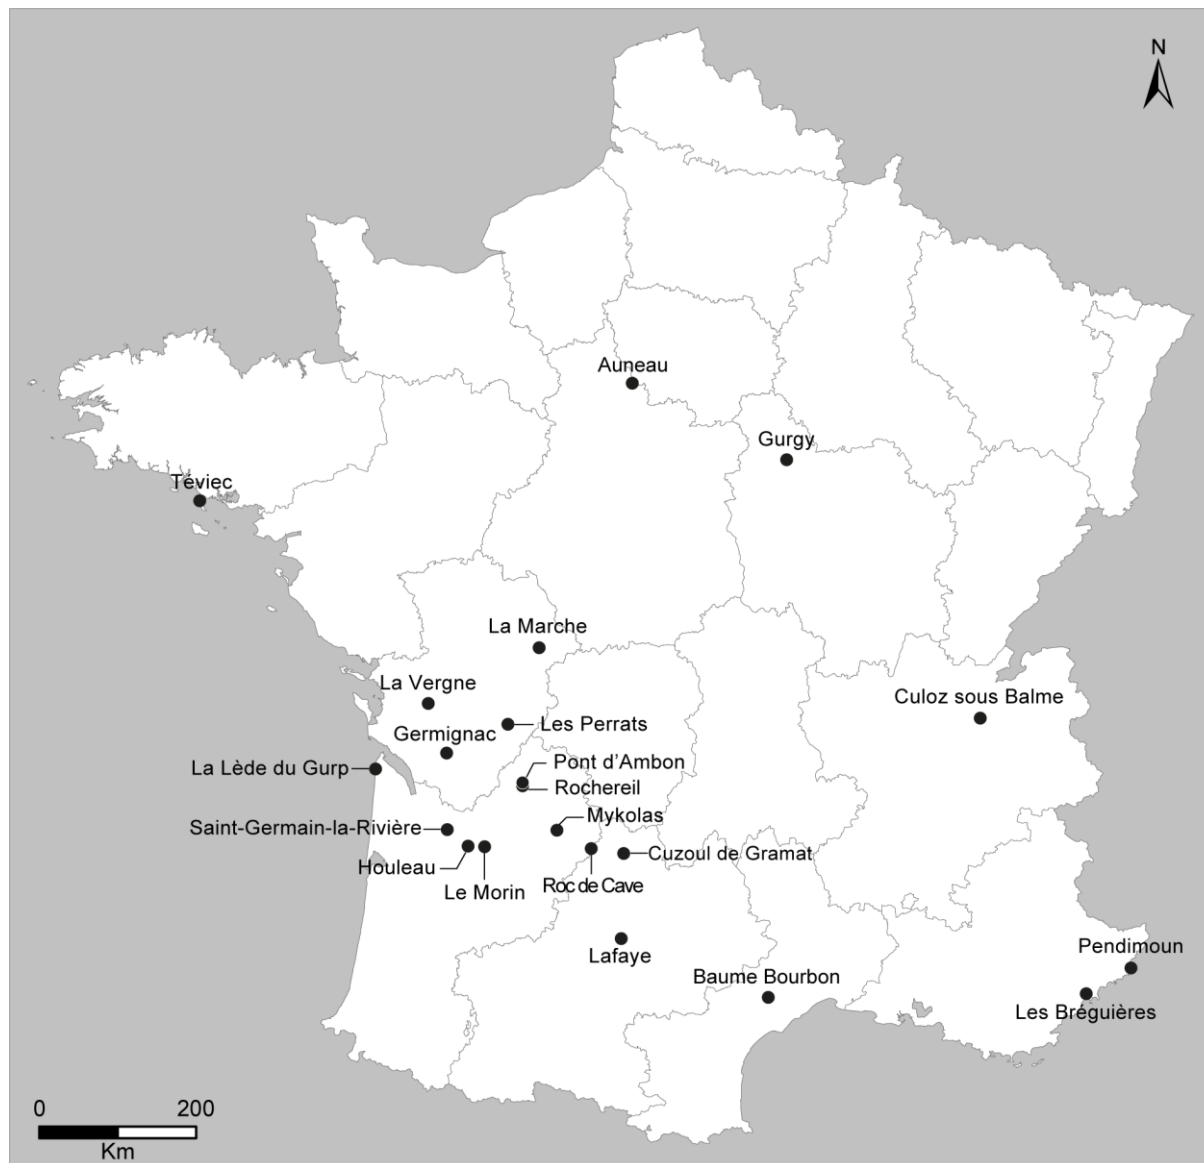 N
Auneau
Gurgy
Téviec
La Marche
La Vergne
Culoz sous Balme
Les Perrats
Germignac
Pont d’Ambon
La Lède du Gurp
Rochereil
Mykolas
Saint-Germain-la-Rivière
Cuzoul de Gramat
Houleau
Roc de Cave
Le Morin
Pendimoun
Lafaye
Baume Bourbon
Les Bréguières
0 200
Km